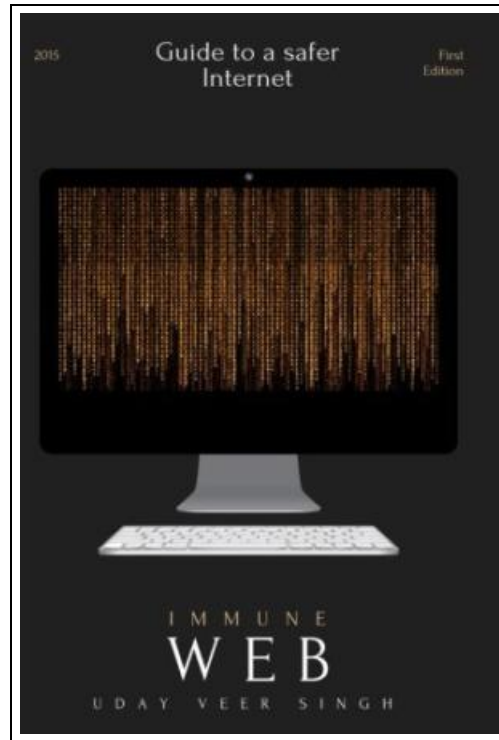 2015
Guide to a safer
Internet
First
Edition
IMMUNE
WEB
UDAY VEER SINGH